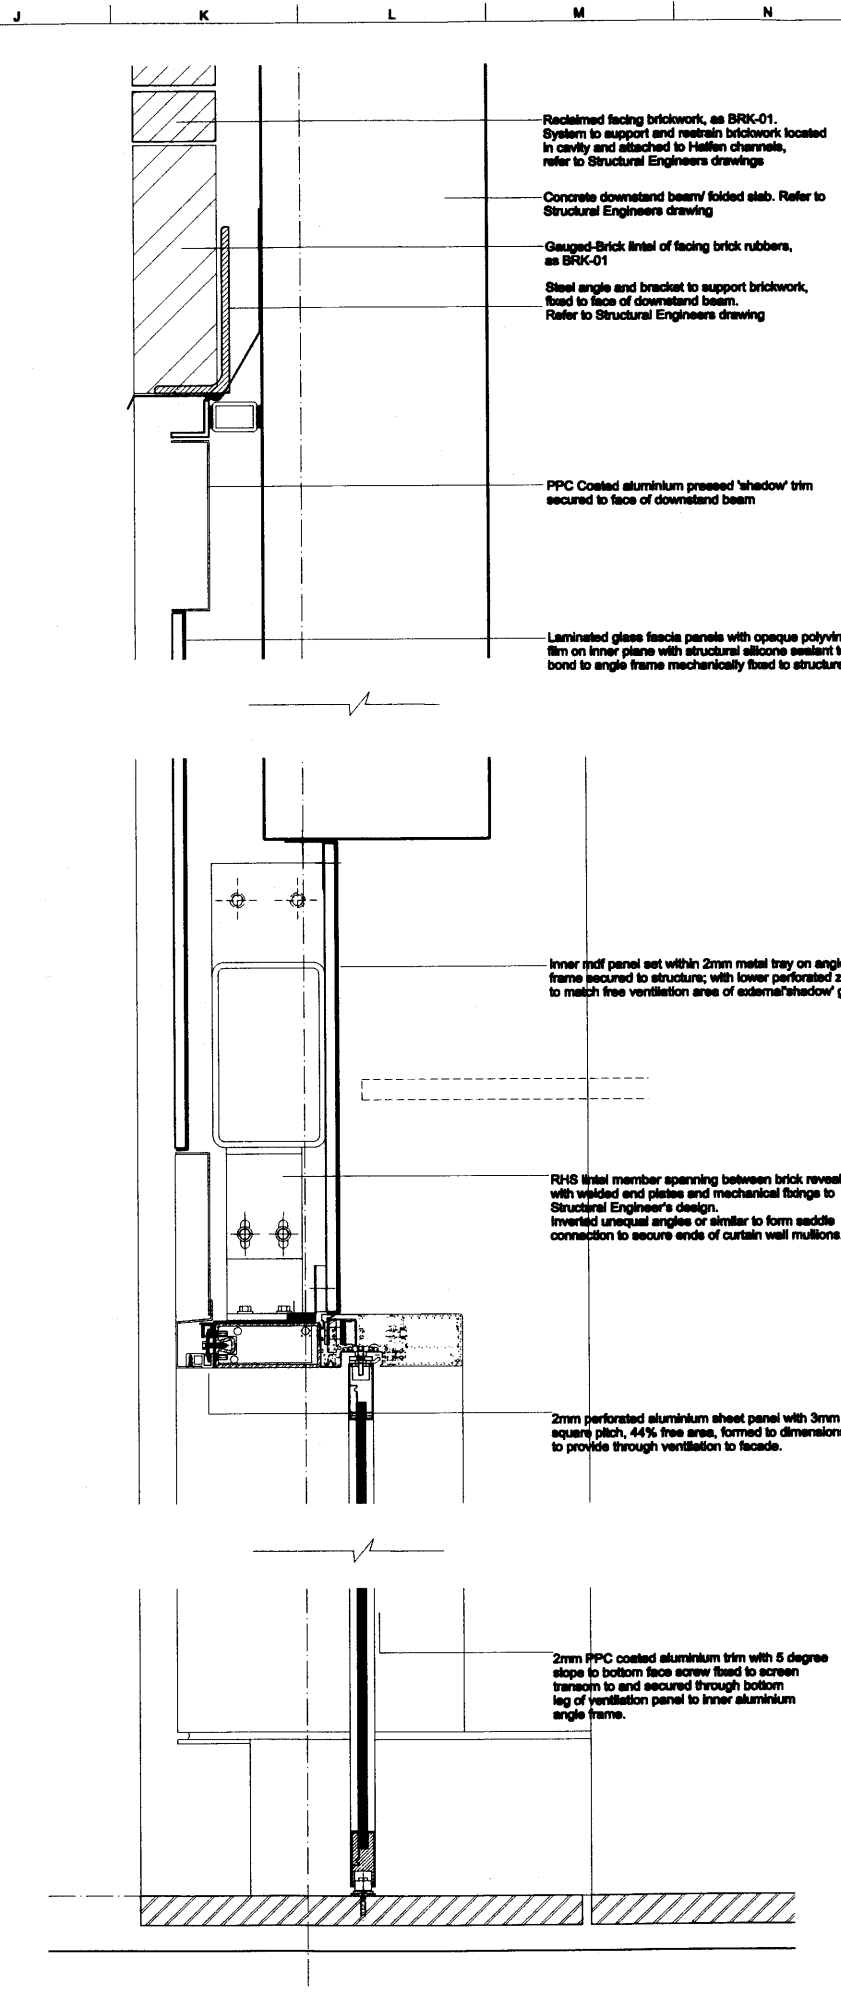 J K L M N
Reclaimed facing brickwork, as BRK-01.
System to support and restrain brickwork located
in cavity and attached to Halfen channels,
refer to Structural Engineers drawings
Concrete downstand beam/ folded slab. Refer to
Structural Engineers drawing
Gauged-Brick lintel of facing brick rubbers,
as BRK-01
Steel angle and bracket to support brickwork,
fixed to face of downstand beam.
Refer to Structural Engineers drawing
PPC Coated aluminium pressed 'shadow' trim
secured to face of downstand beam
Laminated glass fascia panels with opaque polyvin
film on inner plane with structural silicone sealant t
bond to angle frame mechanically fixed to structure
Inner mdf panel set within 2mm metal tray on angl
frame secured to structure; with lower perforated z
to match free ventilation area of external'shadow' g
RHS lintel member spanning between brick reveal
with welded end plates and mechanical fixings to
Structural Engineer's design.
Inverted unequal angles or similar to form saddle
connection to secure ends of curtain wall mullions.
2mm perforated aluminium sheet panel with 3mm
square pitch, 44% free area, formed to dimensions
to provide through ventilation to facade.
2mm PPC coated aluminium trim with 5 degree
slope to bottom face screw fixed to screen
transom to and secured through bottom
leg of ventilation panel to inner aluminium
angle frame.